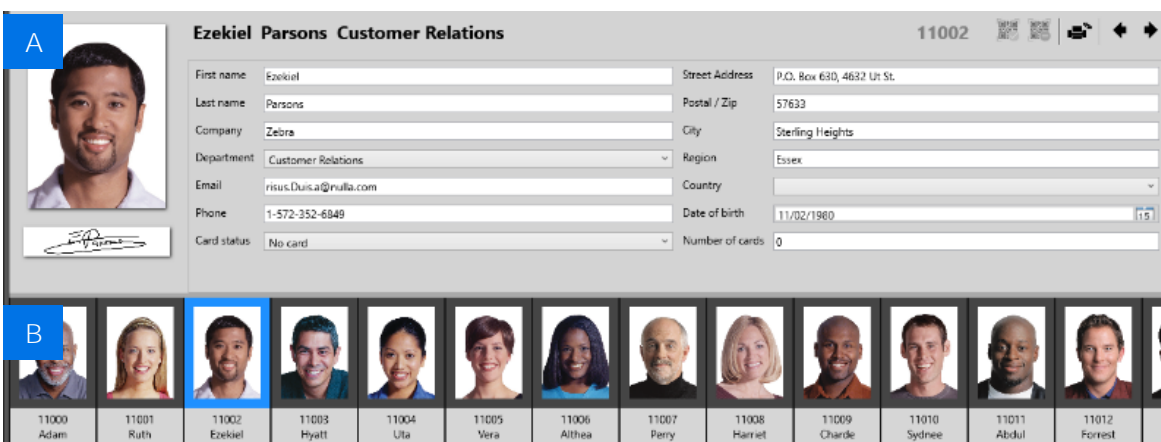 A
Ezekiel Parsons Customer Relations 11002
First name Ezekiel Street Address P.O. Box 630, 4632 Ut St.
Last name Parsons Postal / Zip 57633
Company Zebra City Sterling Heights
Department Customer Relations Region Essex
Email risus.Duis.a@nulla.com Country
Phone 1-572-352-6849 Date of birth 11/02/1980 15
Card status No card Number of cards 0
B
11000 11001 11002 11003 11004 11005 11006 11007 11008 11009 11010 11011 11012
Adam Ruth Ezekiel Hyatt Uta Vera Althea Perry Harriet Charde Sydnee Abdul Forrest